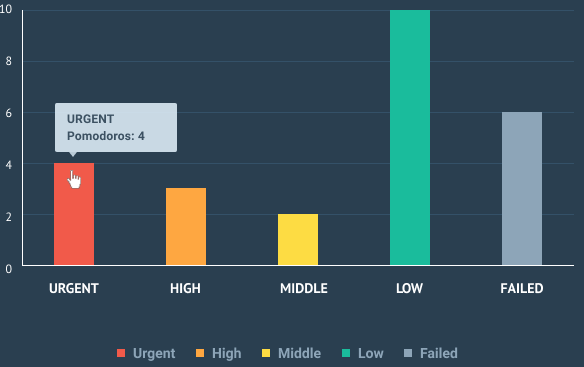 10
8
6
4
2
0
URGENT
Pomodoros: 4
URGENT HIGH MIDDLE LOW FAILED
Urgent High Middle Low Failed